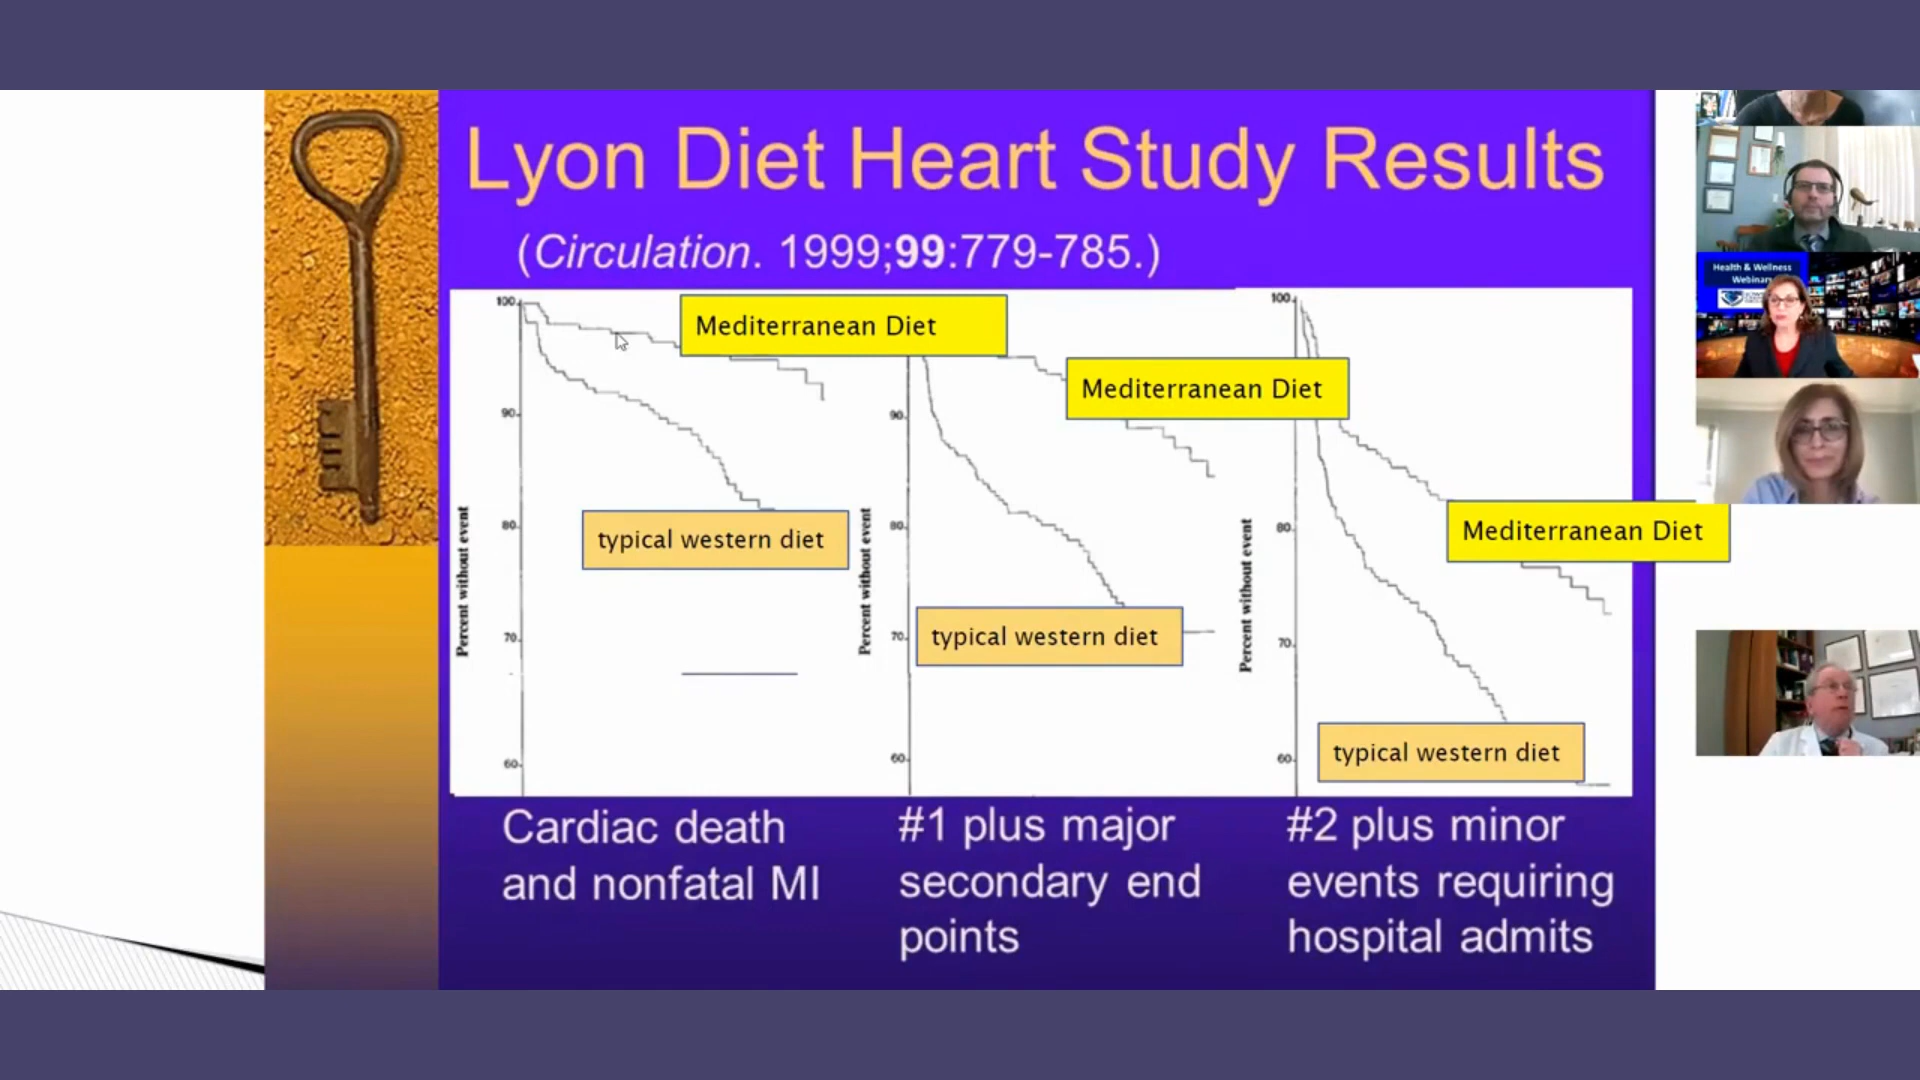 Lyon Diet Heart Study Results
(Circulation. 1999;99:779-785.)
100
90
80
70
60
Percent without event
Mediterranean Diet
typical western diet
90
80
70
60
Percent without event
Mediterranean Diet
typical western diet
100
80
70
60
Percent without event
Mediterranean Diet
typical western diet
Cardiac death
and nonfatal MI
#1 plus major
secondary end
points
#2 plus minor
events requiring
hospital admits
Health & Wellness
Webinar